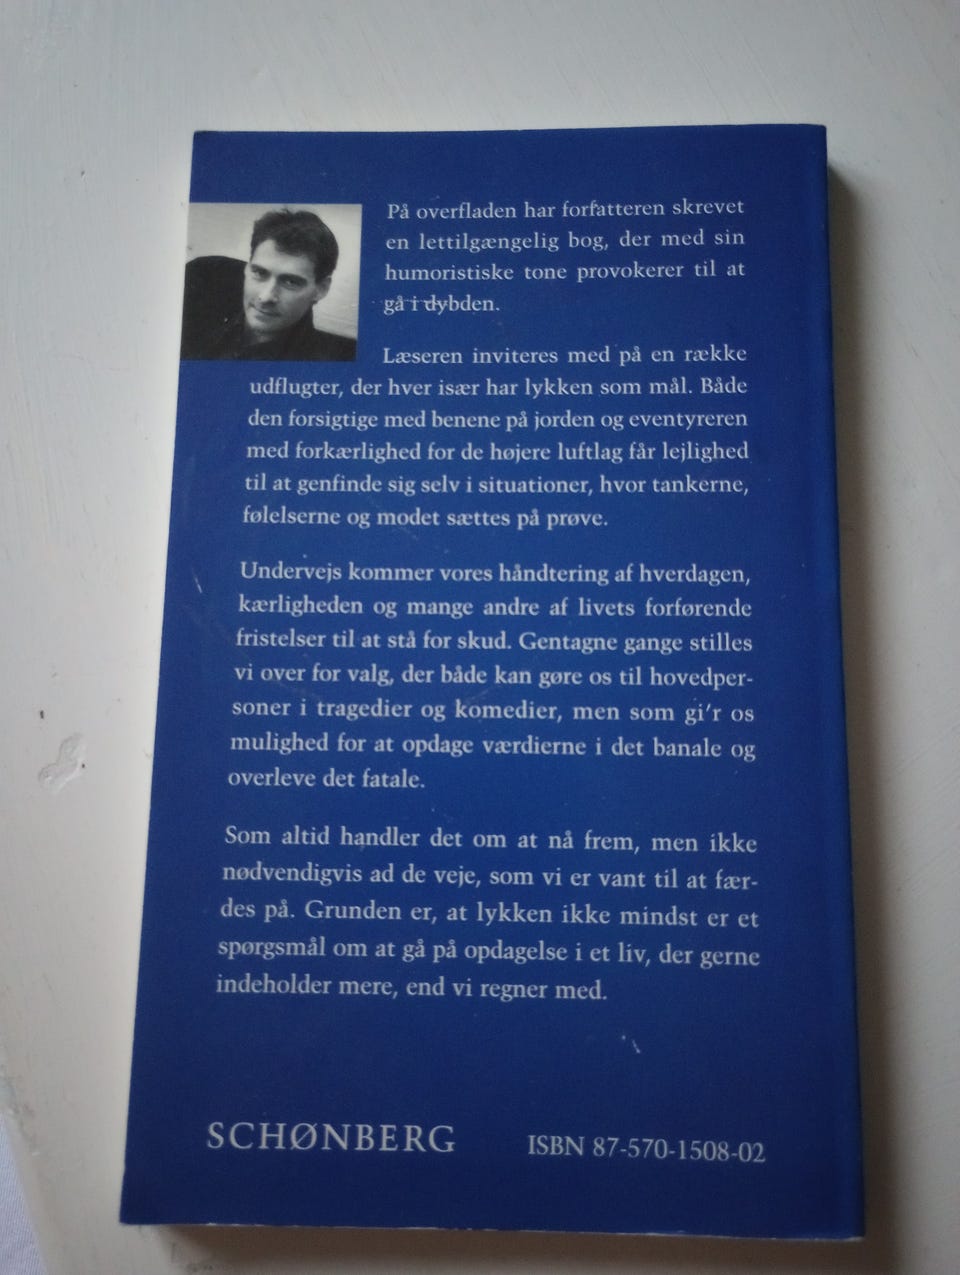 På overfladen har forfatteren skrevet
en lettilgængelig bog, der med sin
humoristiske tone provokerer til at
gå i dybden.
Læseren inviteres med på en række
udflugter, der hver især har lykken som mål. Både
den forsigtige med benene på jorden og eventyreren
med forkærlighed for de højere luftlag får lejlighed
til at genfinde sig selv i situationer, hvor tankerne,
følelserne og modet sættes på prøve.
Undervejs kommer vores håndtering af hverdagen,
kærligheden og mange andre af livets forførende
fristelser til at stå for skud. Gentagne gange stilles
vi over for valg, der både kan gøre os til hovedper-
soner i tragedier og komedier, men som gi'r os
mulighed for at opdage værdierne i det banale og
overleve det fatale.
Som altid handler det om at nå frem, men ikke
nødvendigvis ad de veje, som vi er vant til at fær-
des på. Grunden er, at lykken ikke mindst er et
spørgsmål om at gå på opdagelse i et liv, der gerne
indeholder mere, end vi regner med.
SCHØNBERG
ISBN 87-570-1508-02